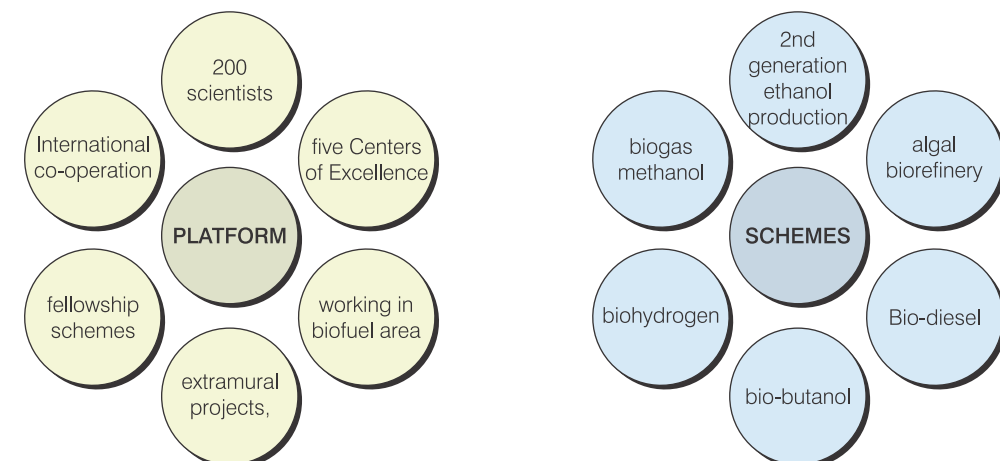 200
scientists
five Centers
of Excellence
working in
biofuel area
extramural
projects,
fellowship
schemes
International
co-operation
PLATFORM
2nd
generation
ethanol
production
algal
biorefinery
Bio-diesel
bio-butanol
biohydrogen
biogas
methanol
SCHEMES